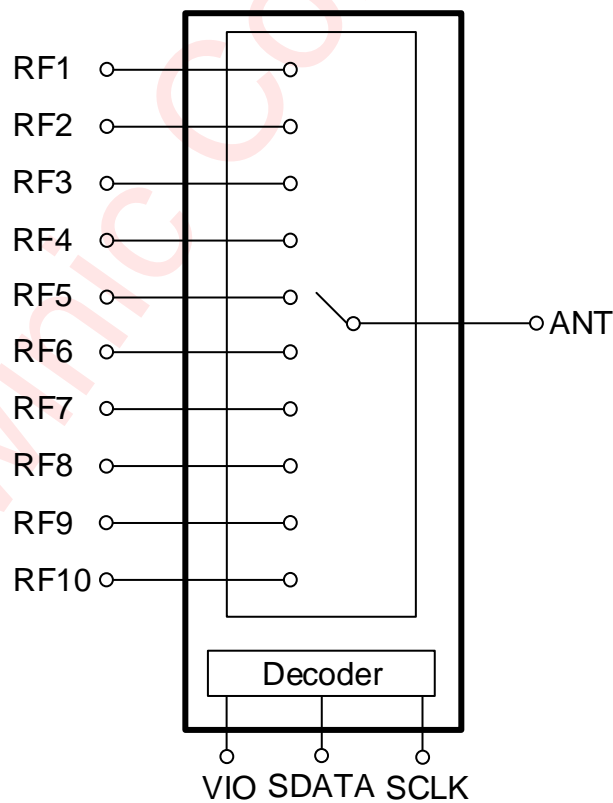 RF1
RF2
RF3
RF4
RF5
ANT
RF6
RF7
RF8
RF9
RF10
Decoder
VIO SDATA SCLK